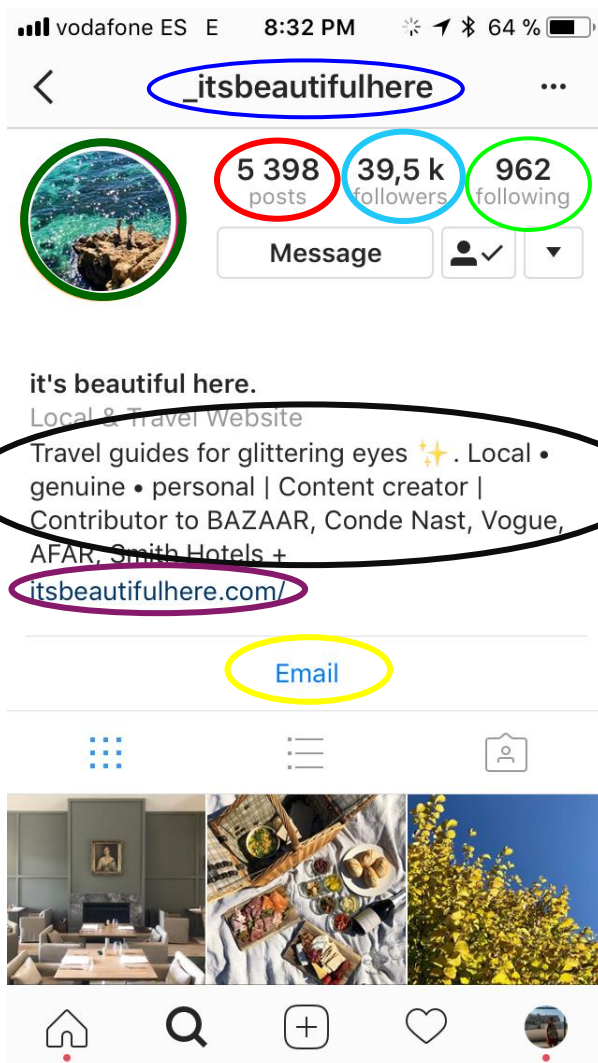 vodafone ES E 8:32 PM 64 %
_itsbeautifulhere
5 398 39,5 k 962
posts followers following
Message
it's beautiful here.
Local & Travel Website
Travel guides for glittering eyes ✨. Local •
genuine • personal | Content creator |
Contributor to BAZAAR, Conde Nast, Vogue,
AFAR, Smith Hotels +
itsbeautifulhere.com/
Email